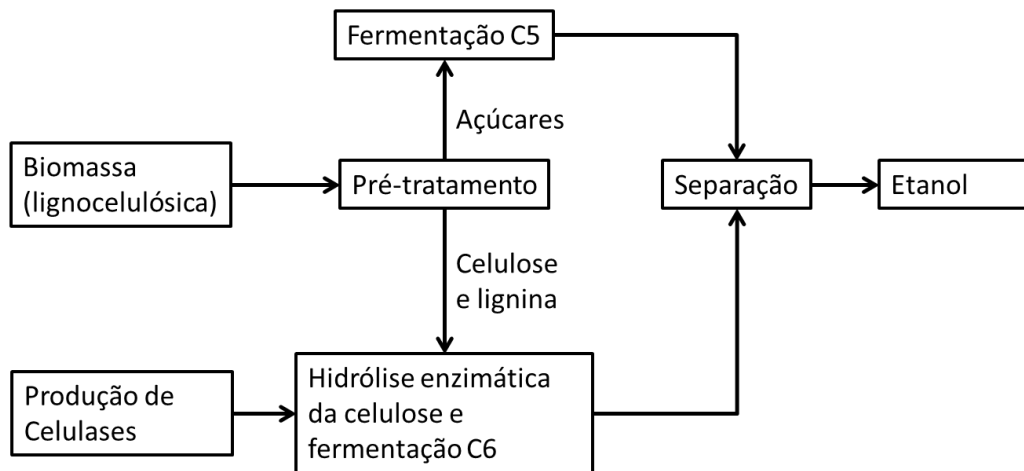 Fermentação C5
Açúcares
Biomassa
(lignocelulósica)
Pré-tratamento
Separação
Etanol
Celulose
e lignina
Produção de
Celulases
Hidrólise enzimática
da celulose e
fermentação C6